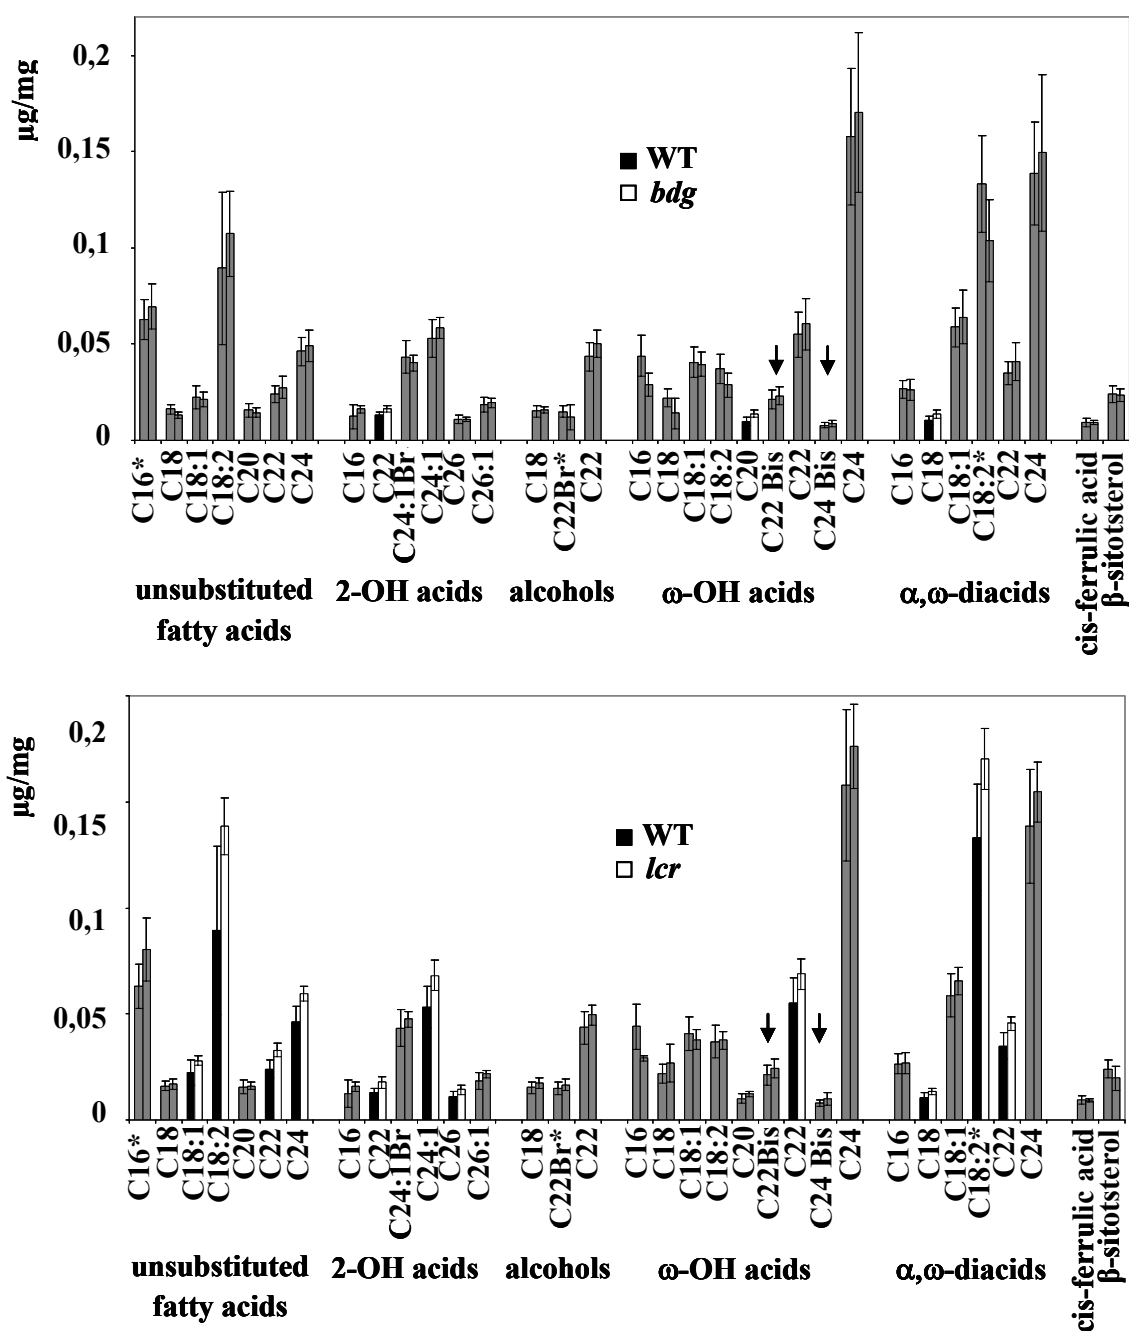 µg/mg
0,2
0,15
0,1
0,05
0
WT
bdg
C16*
C18
C18:1
C18:2
C20
C22
C24
C16
C22
C24:1Br
C24:1
C26
C26:1
C18
C22Br*
C22
C16
C18
C18:1
C18:2
C20
C22 Bis
C22
C24 Bis
C24
C16
C18
C18:1
C18:2*
C22
C24
cis-ferrulic acid
β-sitotsterol
unsubstituted
fatty acids
2-OH acids
alcohols
ω-OH acids
α,ω-diacids
µg/mg
0,2
0,15
0,1
0,05
0
WT
lcr
C16*
C18
C18:1
C18:2
C20
C22
C24
C16
C22
C24:1Br
C24:1
C26
C26:1
C18
C22Br*
C22
C16
C18
C18:1
C18:2
C20
C22Bis
C22
C24 Bis
C24
C16
C18
C18:1
C18:2*
C22
C24
cis-ferrulic acid
β-sitotsterol
unsubstituted
fatty acids
2-OH acids
alcohols
ω-OH acids
α,ω-diacids